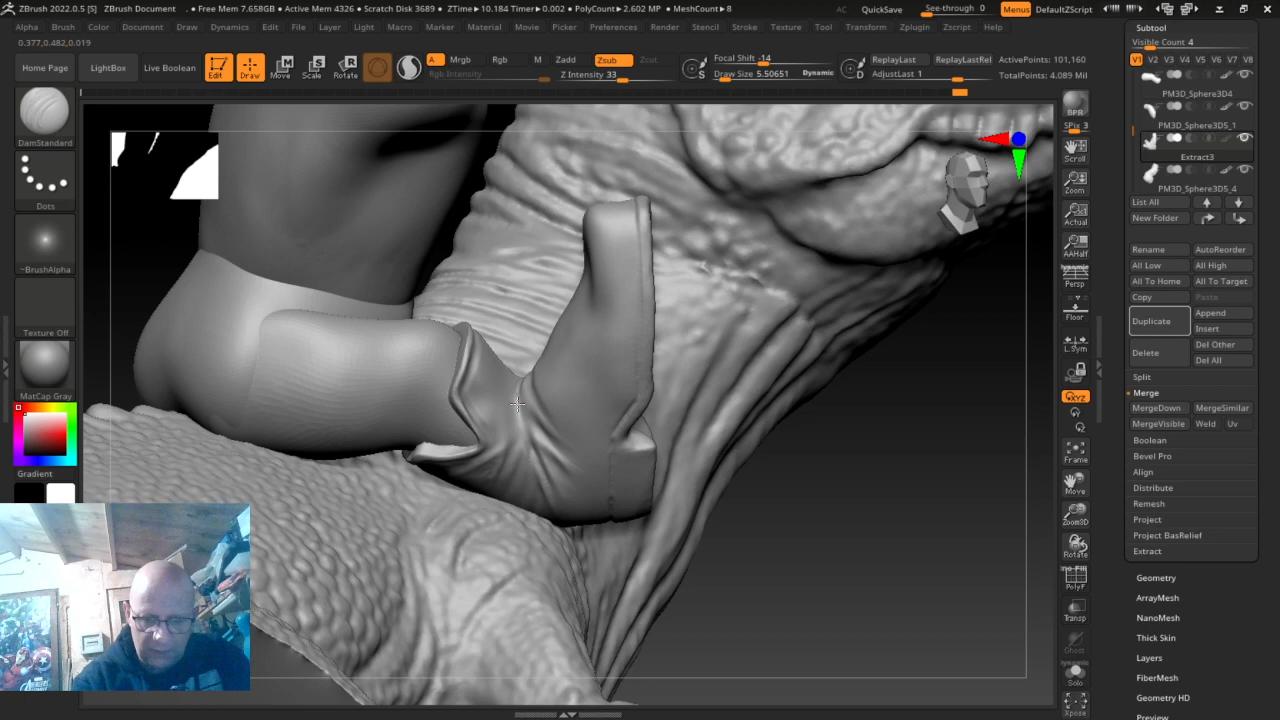 ZBrush 2022.0.5 [S] ZBrush Document . • Free Mem 7.658GB • Active Mem 4326 • Scratch Disk 3689 • ZTime▸10.184 Timer▸0.002 • PolyCount▸2.602 MP • MeshCount▸8 AC QuickSave See-through 0 Menus DefaultZScript
Alpha Brush Color Document Draw Dynamics Edit File Layer Light Macro Marker Material Movie Picker Preferences Render Stencil Stroke Texture Tool Transform Zplugin Zscript Help
0.377,0.482,0.019
Home Page LightBox Live Boolean Edit Draw Move Scale Rotate
A Mrgb Rgb M Zadd Zsub Zcut
Rgb Intensity Z Intensity 33
S Focal Shift -14
Draw Size 5.50651 Dynamic
D ReplayLast ReplayLastRel
AdjustLast 1
ActivePoints: 101,160
TotalPoints: 4.089 Mil
DamStandard
Dots
~BrushAlpha
Texture Off
MatCap Gray
Gradient
BPR
SPix 3
Scroll
Zoom
Actual
AAHalf
Dynamic
Persp
Floor
L.Sym
XYZ
Frame
Move
Zoom3D
Rotate
PolyF
Transp
Ghost
Dynamic
Solo
Xpose
Subtool
Visible Count 4
V1 V2 V3 V4 V5 V6 V7 V8
PM3D_Sphere3D4
PM3D_Sphere3D5_1
Extract3
PM3D_Sphere3D5_4
List All
New Folder
Rename AutoReorder
All Low All High
All To Home All To Target
Copy Paste
Duplicate Append
Insert
Delete Del Other
Del All
Split
Merge
MergeDown MergeSimilar
MergeVisible Weld Uv
Boolean
Bevel Pro
Align
Distribute
Remesh
Project
Project BasRelief
Extract
Geometry
ArrayMesh
NanoMesh
Thick Skin
Layers
FiberMesh
Geometry HD
Preview